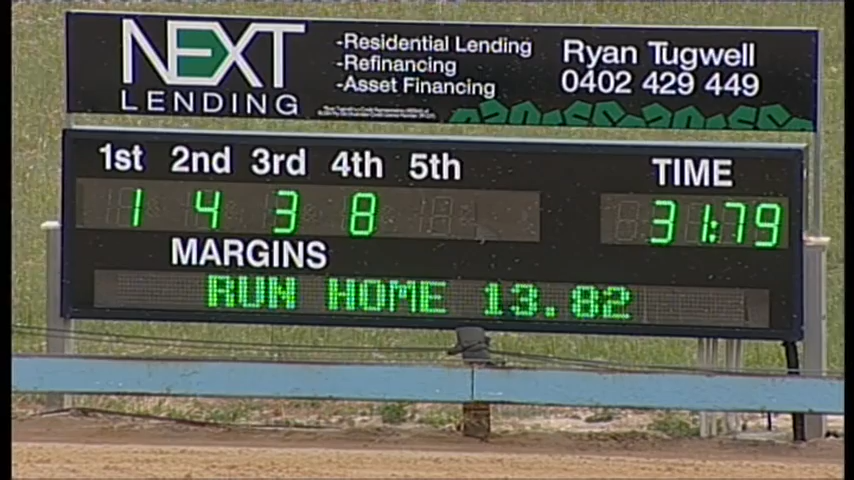 NEXT
LENDING
-Residential Lending
-Refinancing
-Asset Financing
Ryan Tugwell
0402 429 449
1st 2nd 3rd 4th 5th TIME
1 4 3 8 31:79
MARGINS
RUN HOME 13.82